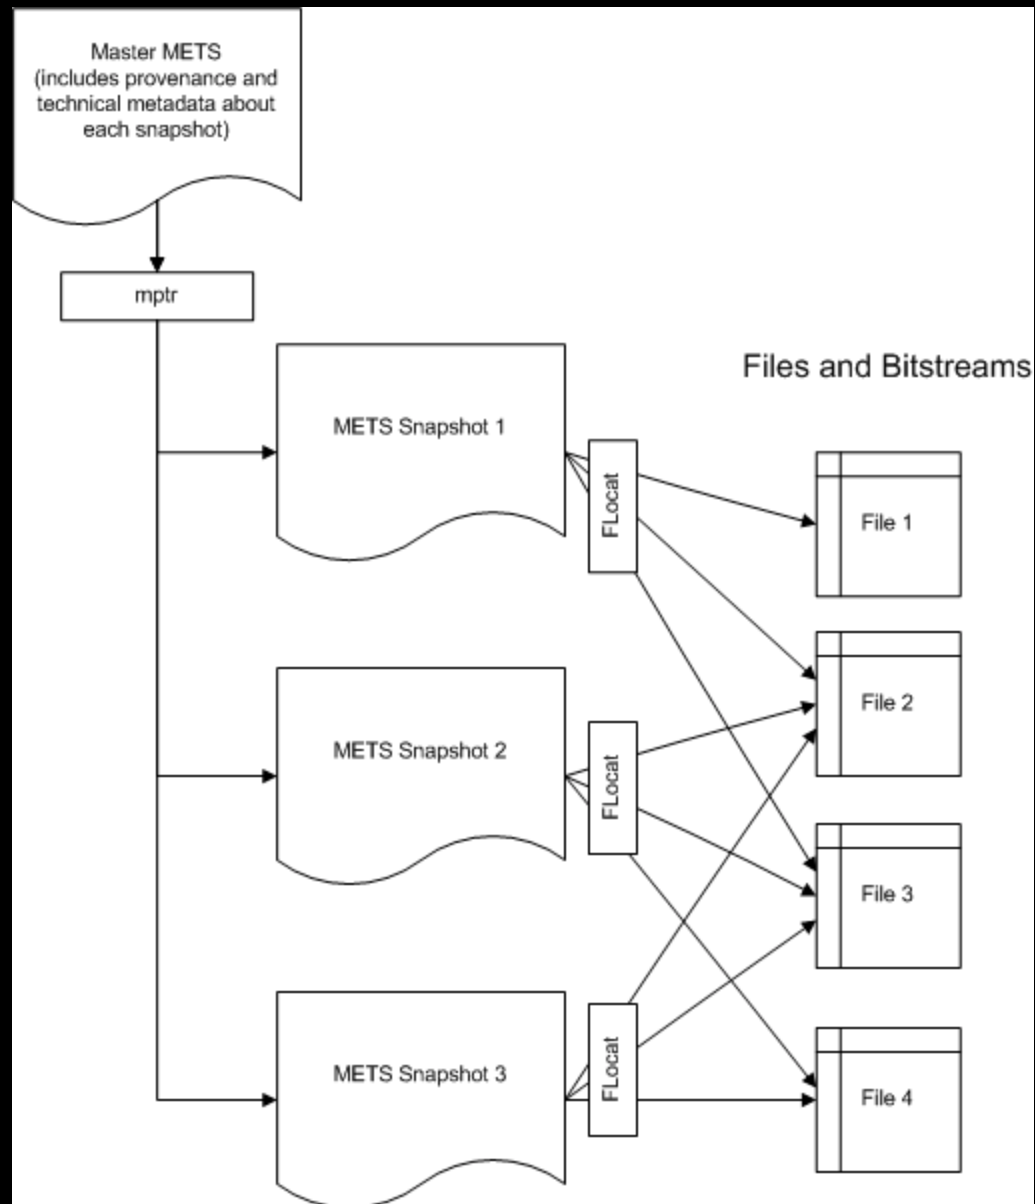 Master METS
(includes provenance and
technical metadata about
each snapshot)
mptr
Files and Bitstreams
METS Snapshot 1
FLocat
File 1
File 2
METS Snapshot 2
FLocat
File 3
METS Snapshot 3
FLocat
File 4